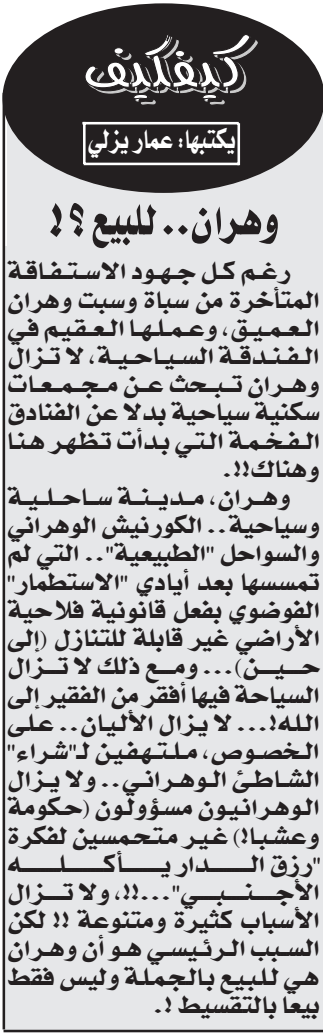 كيفكيف
يكتبها: عمار يزلي
وهران.. للبيع؟!
رغم كل جهود الاستفاقة
المتأخرة من سباة وسبت وهران
العميق، وعملها العقيم في
الفندقة السياحية، لا تزال
وهران تبحث عن مجمعات
سكنية سياحية بدلا عن الفنادق
الفخمة التي بدأت تظهر هنا
وهناك!!.
وهران، مدينة ساحلية
وسياحية.. الكورنيش الوهراني
والسواحل "الطبيعية".. التي لم
تمسسها بعد أيادي "الاستطمار"
الفوضوي بفعل قانونية فلاحية
الأراضي غير قابلة للتنازل (إلى
حين)... ومع ذلك لا تزال
السياحة فيها أفقر من الفقير إلى
الله!... لا يزال الأليان.. على
الخصوص، ملتهفين لـ"شراء"
الشاطئ الوهراني.. ولا يزال
الوهرانيون مسؤولون (حكومة
وعشبا!) غير متحمسين لفكرة
"رزق الدار يأكله
الأجنبي"...!!، ولا تزال
الأسباب كثيرة ومتنوعة !! لكن
السبب الرئيسي هو أن وهران
هي للبيع بالجملة وليس فقط
بيعا بالتقسيط !.